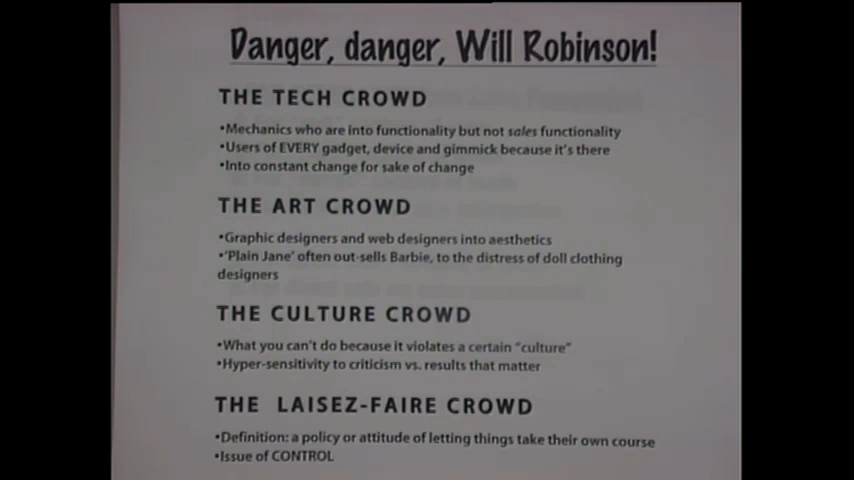 Danger, danger, Will Robinson!
THE TECH CROWD
•Mechanics who are into functionality but not sales functionality
•Users of EVERY gadget, device and gimmick because it's there
•Into constant change for sake of change
THE ART CROWD
•Graphic designers and web designers into aesthetics
•'Plain Jane' often out-sells Barbie, to the distress of doll clothing
designers
THE CULTURE CROWD
•What you can't do because it violates a certain "culture"
•Hyper-sensitivity to criticism vs. results that matter
THE LAISEZ-FAIRE CROWD
•Definition: a policy or attitude of letting things take their own course
•Issue of CONTROL